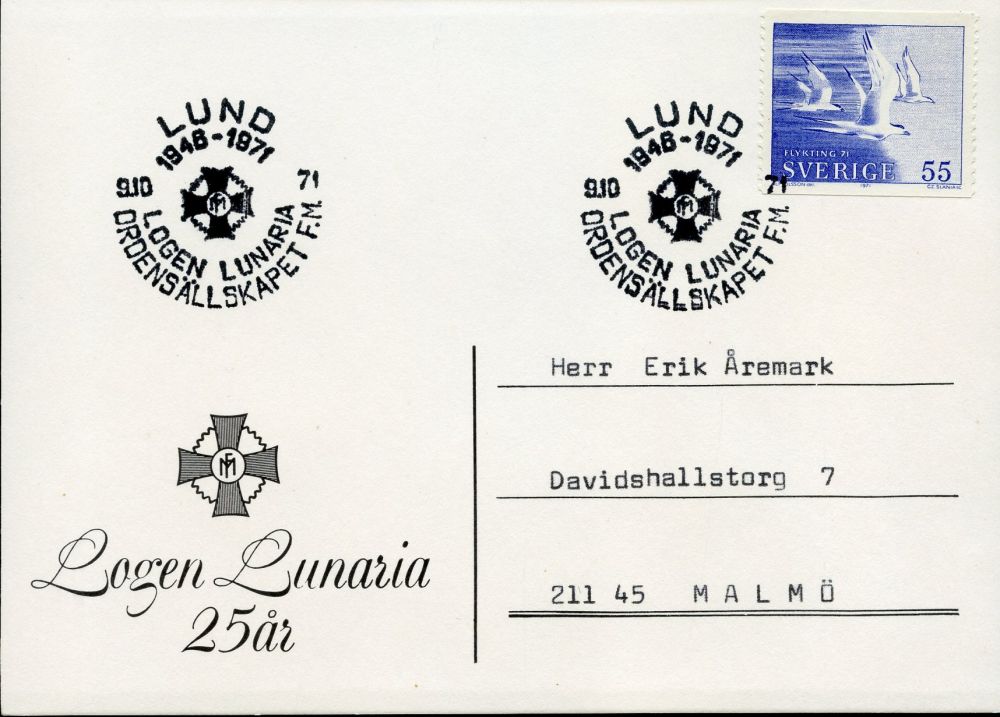 LUND
1946-1971
9.10 71
LOGEN LUNARIA
ORDENSÄLLSKAPET F.M.
LUND
1946-1971
9.10 71
LOGEN LUNARIA
ORDENSÄLLSKAPET F.M.
FLYKTING 71
SVERIGE 55
1971 CZ SLANIA SC
Herr Erik Åremark
Davidshallstorg 7
211 45 MALMÖ
FM
Logen Lunaria
25år